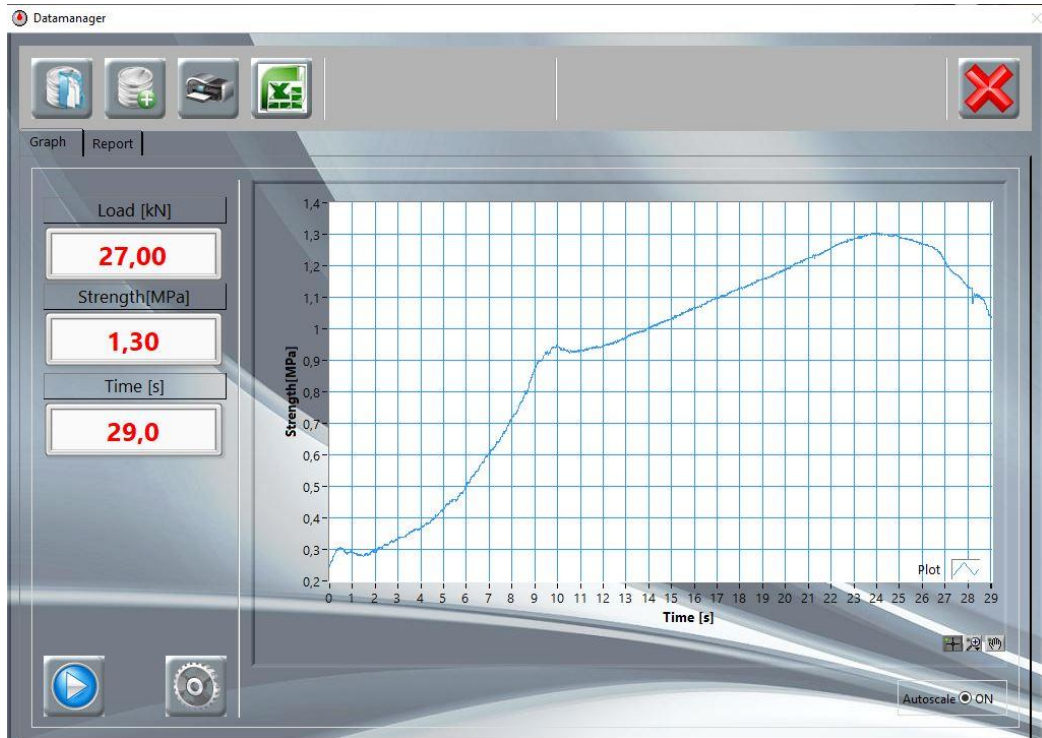 Datamanager
Graph
Report
Load [kN]
27,00
Strength[MPa]
1,30
Time [s]
29,0
1,4
1,3
1,2
1,1
1
0,9
0,8
0,7
0,6
0,5
0,4
0,3
0,2
Strength[MPa]
Plot
0 1 2 3 4 5 6 7 8 9 10 11 12 13 14 15 16 17 18 19 20 21 22 23 24 25 26 27 28 29
Time [s]
Autoscale ON